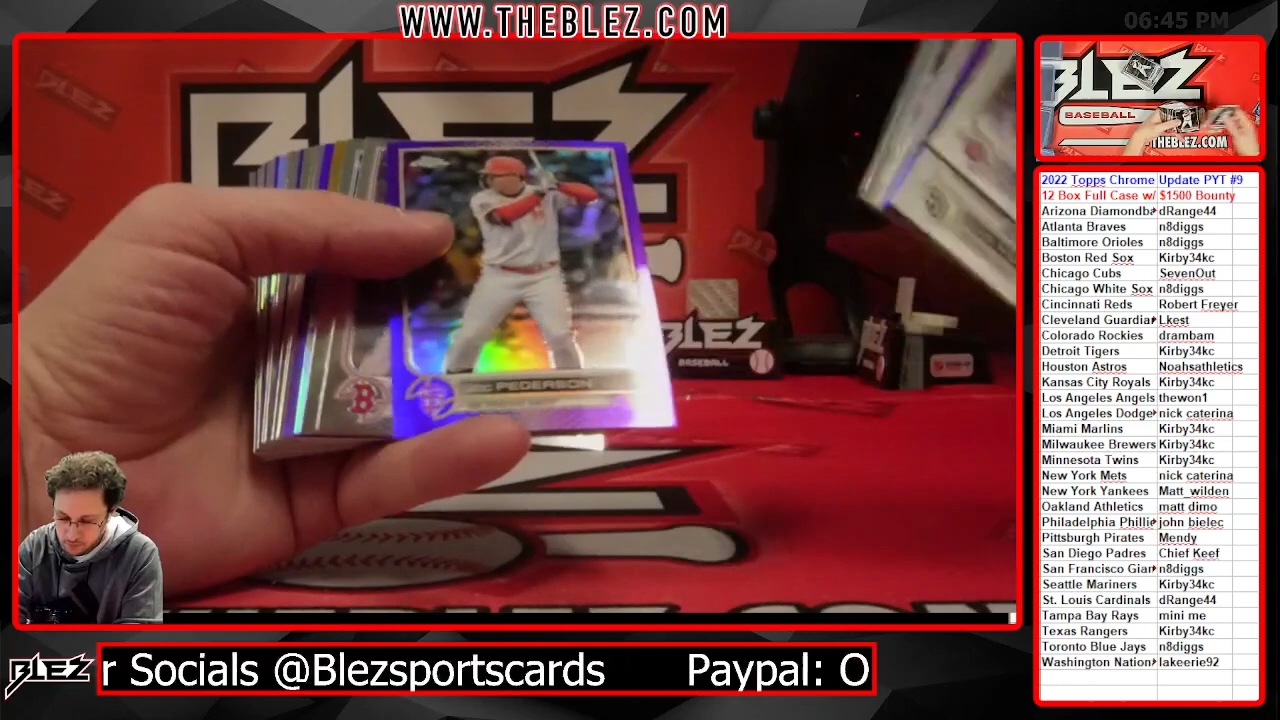 WWW.THEBLEZ.COM
06:45 PM
BLEZ
BASEBALL
THEBLEZ.COM
BLEZ
PEDERSON
B
BLEZ
BASEBALL
2022 Topps Chrome Update PYT #9
12 Box Full Case w/ $1500 Bounty
Arizona Diamondba dRange44
Atlanta Braves n8diggs
Baltimore Orioles n8diggs
Boston Red Sox Kirby34kc
Chicago Cubs SevenOut
Chicago White Sox n8diggs
Cincinnati Reds Robert Freyer
Cleveland Guardia Lkest
Colorado Rockies drambam
Detroit Tigers Kirby34kc
Houston Astros Noahsathletics
Kansas City Royals Kirby34kc
Los Angeles Angels thewon1
Los Angeles Dodge nick caterina
Miami Marlins Kirby34kc
Milwaukee Brewers Kirby34kc
Minnesota Twins Kirby34kc
New York Mets nick caterina
New York Yankees Matt_wilden
Oakland Athletics matt dimo
Philadelphia Phillie john bielec
Pittsburgh Pirates Mendy
San Diego Padres Chief Keef
San Francisco Gian n8diggs
Seattle Mariners Kirby34kc
St. Louis Cardinals dRange44
Tampa Bay Rays mini me
Texas Rangers Kirby34kc
Toronto Blue Jays n8diggs
Washington Nation lakeerie92
BLEZ
r Socials @Blezsportscards Paypal: O